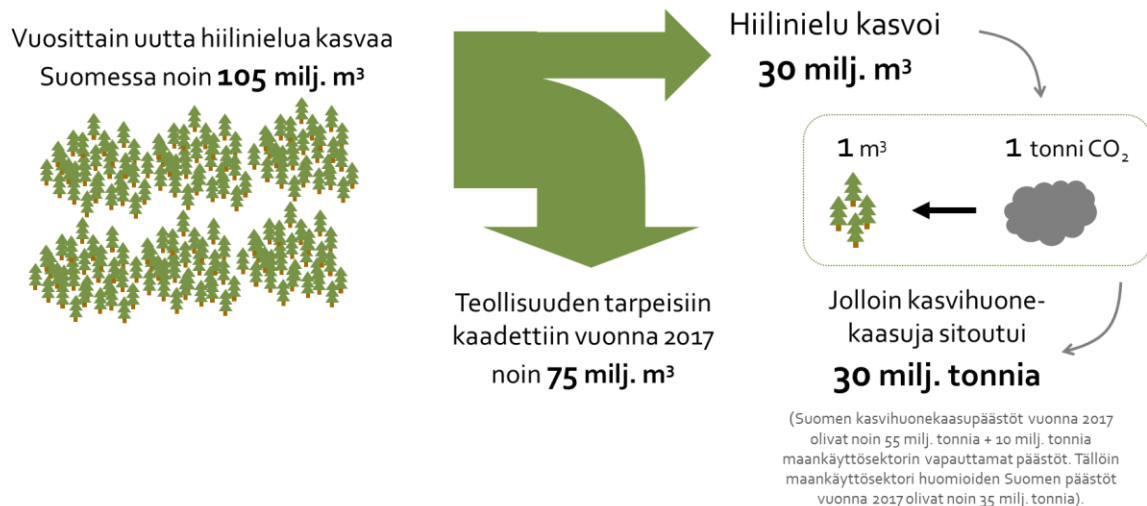 Vuosittain uutta hiilinielua kasvaa
Suomessa noin 105 milj. m³
Hiilinielu kasvoi
30 milj. m³
1 m³
1 tonni CO₂
Teollisuuden tarpeisiin
kaadettiin vuonna 2017
noin 75 milj. m³
Jolloin kasvihuone-
kaasuja sitoutui
30 milj. tonnia
(Suomen kasvihuonekaasupäästöt vuonna 2017
olivat noin 55 milj. tonnia + 10 milj. tonnia
maankäyttösektorin vapauttamat päästöt. Tällöin
maankäyttösektori huomioiden Suomen päästöt
vuonna 2017 olivat noin 35 milj. tonnia).